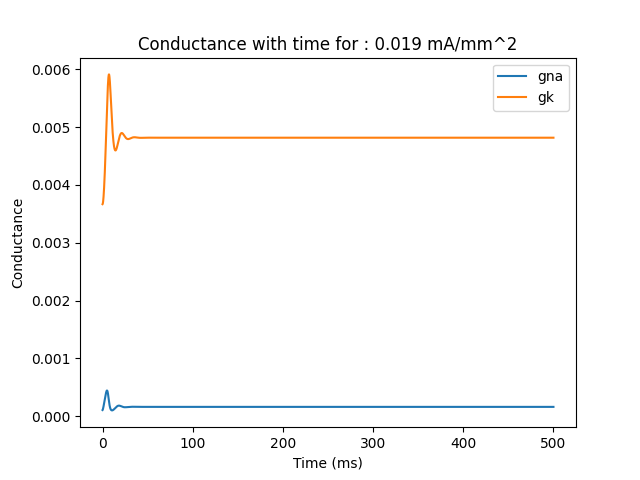 Conductance with time for : 0.019 mA/mm^2
gna
gk
0.006
0.005
0.004
0.003
0.002
0.001
0.000
Conductance
0 100 200 300 400 500
Time (ms)